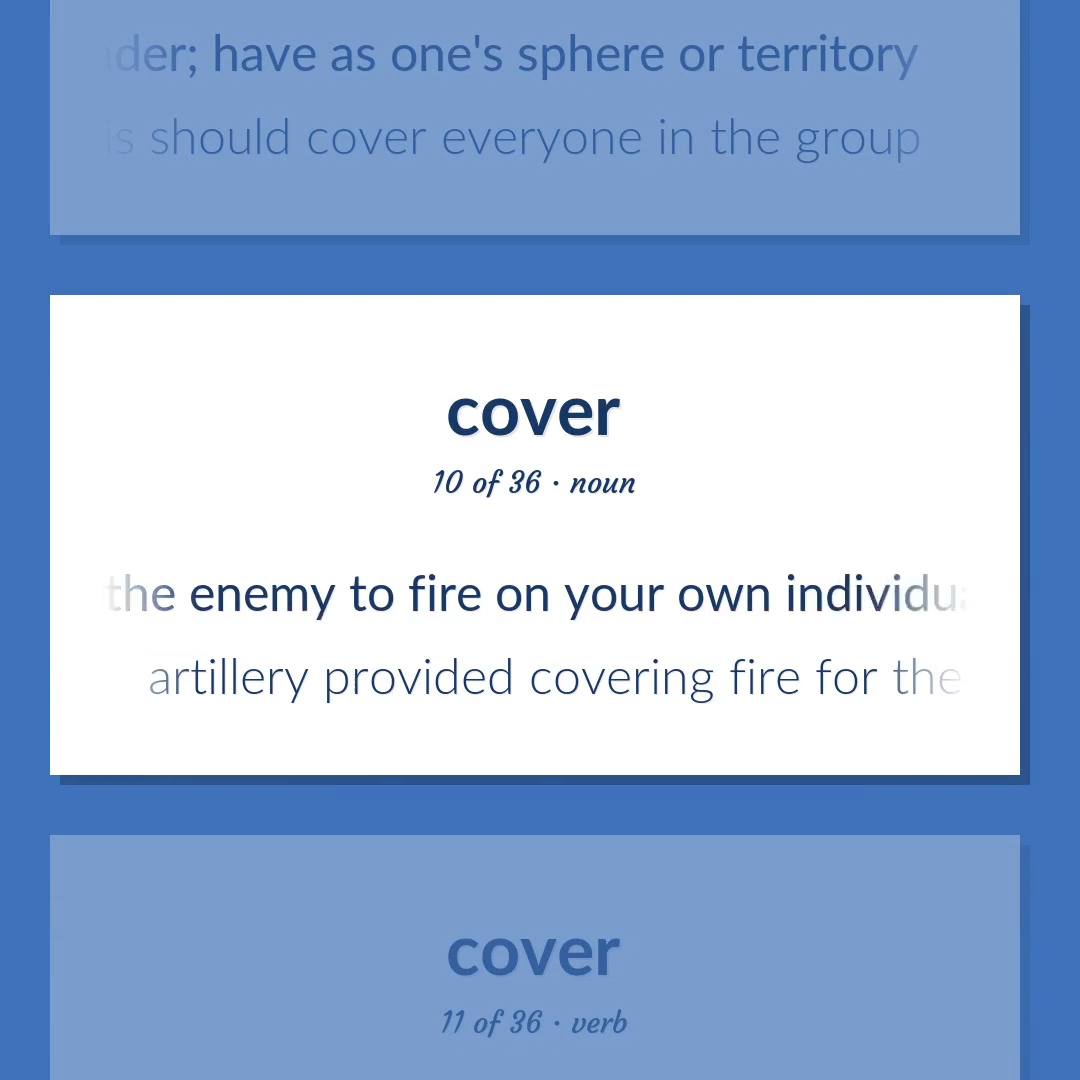 der; have as one's sphere or territory
is should cover everyone in the group
cover
10 of 36 · noun
the enemy to fire on your own individu
artillery provided covering fire for the
cover
11 of 36 · verb